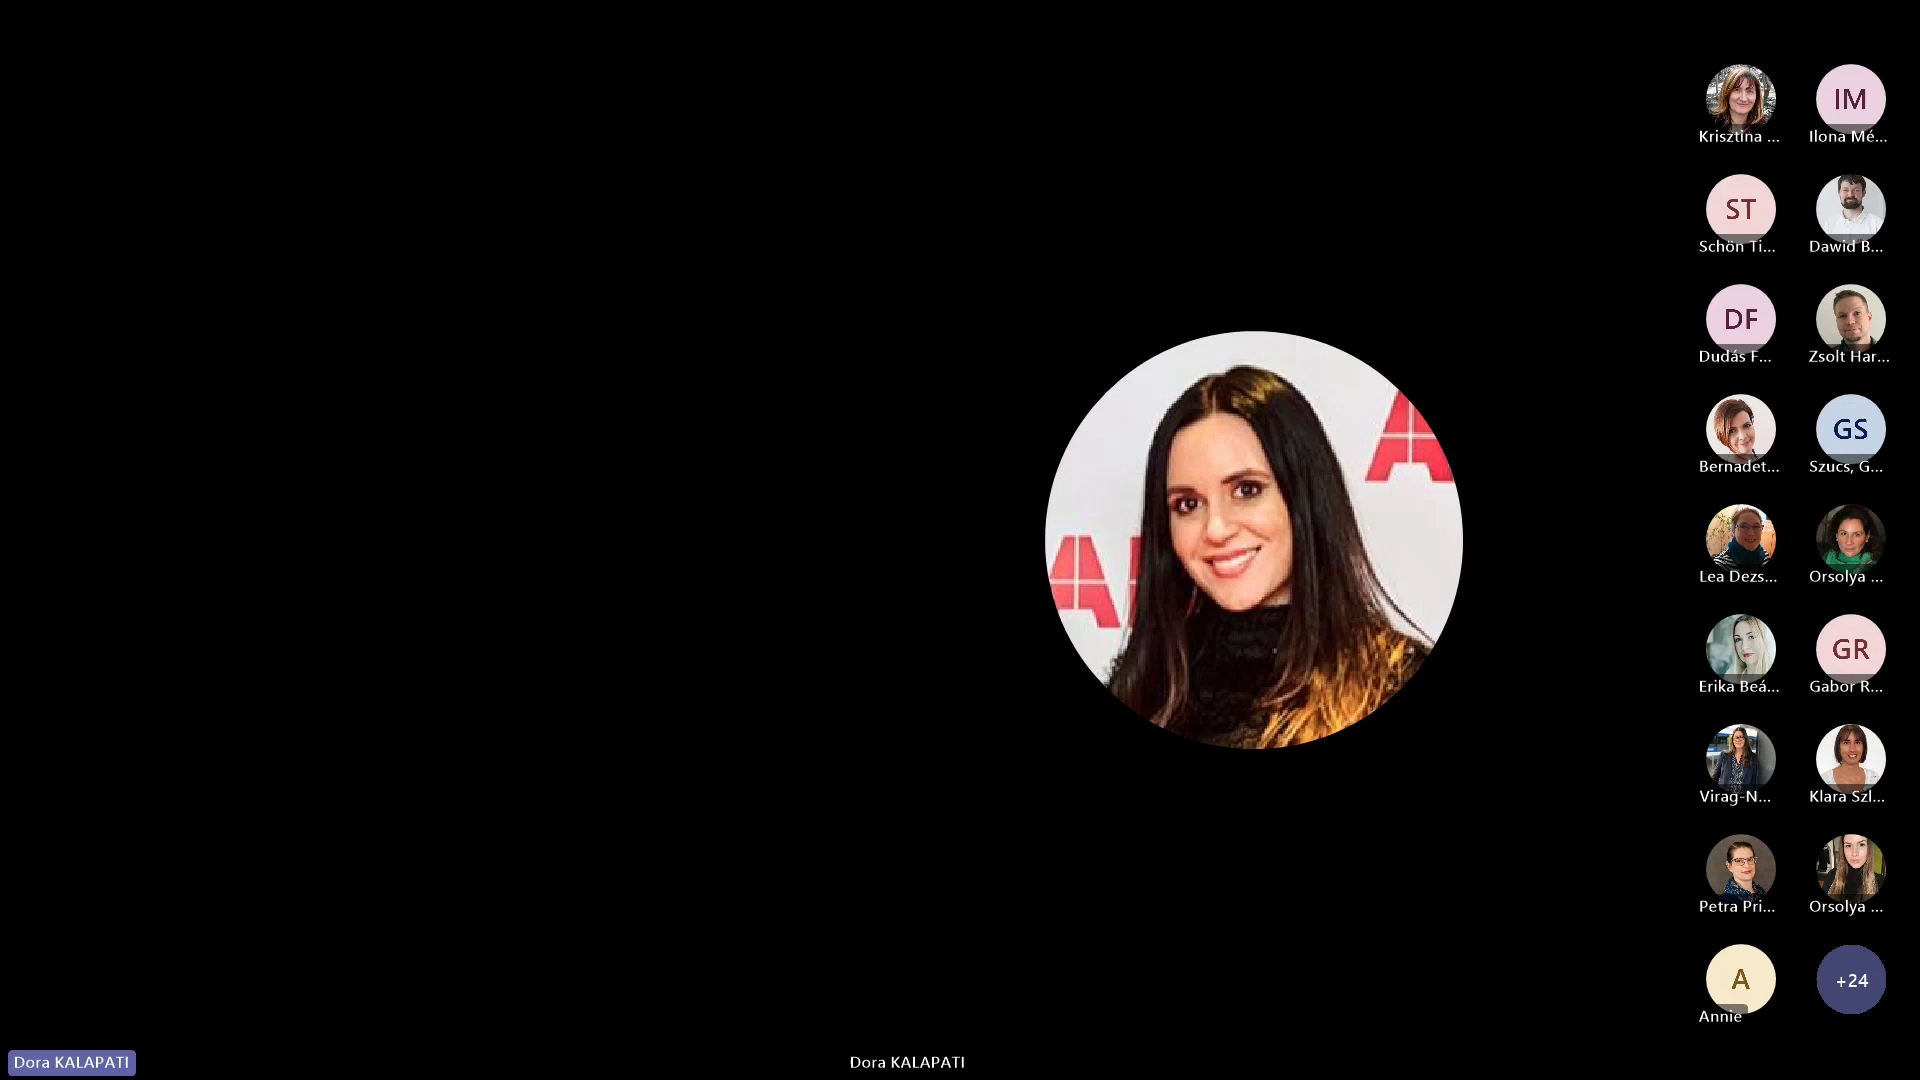 IM
Krisztina ...
Ilona Mé...
ST
Schön Ti...
Dawid B...
DF
Dudás F...
Zsolt Har...
GS
Bernadet...
Szucs, G...
Lea Dezs...
Orsolya ...
GR
Erika Beá...
Gabor R...
Virag-N...
Klara Szl...
Petra Pri...
Orsolya ...
A
+24
Annie
Dora KALAPATI
Dora KALAPATI